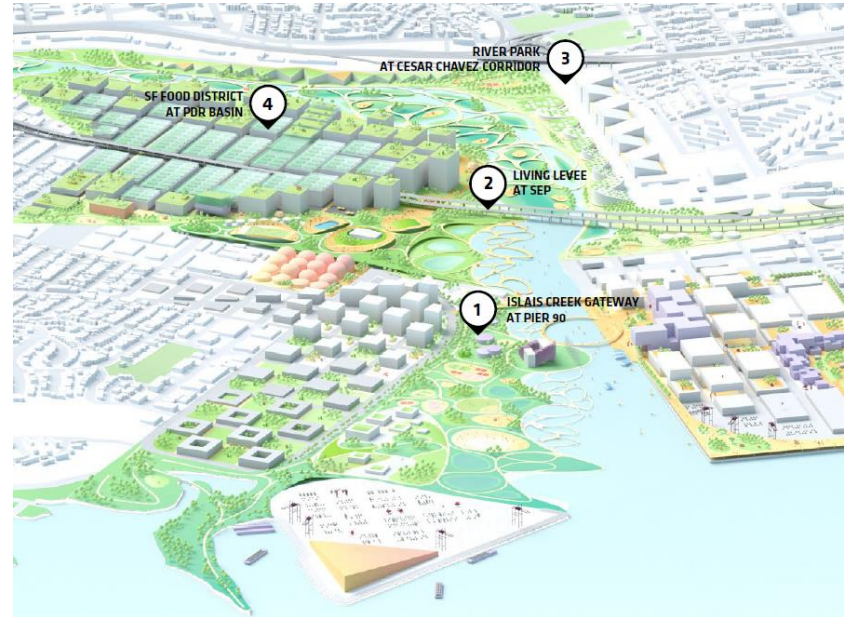 RIVER PARK
AT CESAR CHAVEZ CORRIDOR
3
SF FOOD DISTRICT
AT PDR BASIN
4
2
LIVING LEVEE
AT SEP
1
ISLAIS CREEK GATEWAY
AT PIER 90